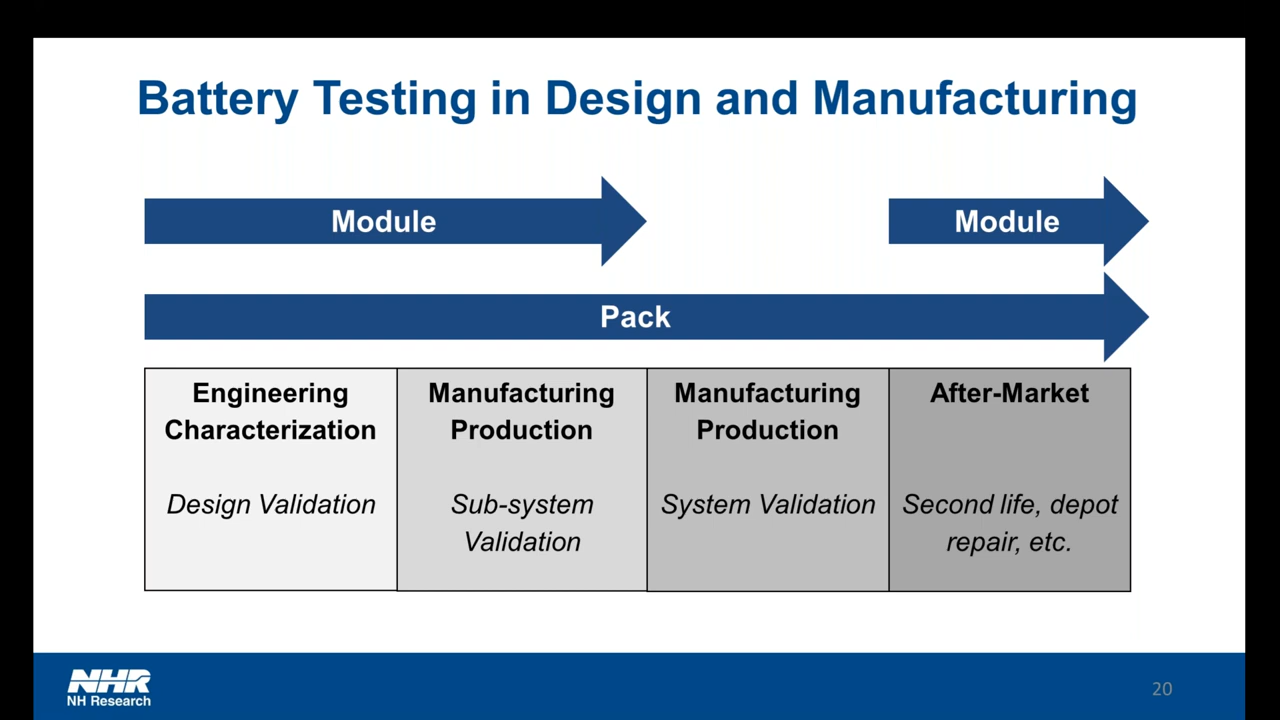 Battery Testing in Design and Manufacturing
Module
Module
Pack
Engineering
Characterization
Design Validation
Manufacturing
Production
Sub-system
Validation
Manufacturing
Production
System Validation
After-Market
Second life, depot
repair, etc.
NHR
NH Research
20